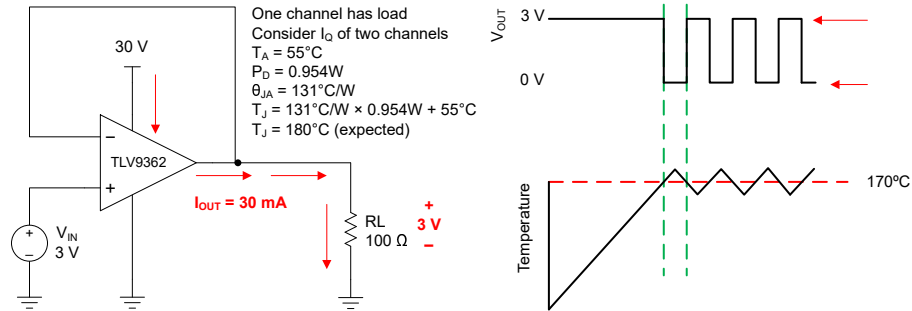 One channel has load
Consider IQ of two channels
TA = 55°C
PD = 0.954W
θJA = 131°C/W
TJ = 131°C/W × 0.954W + 55°C
TJ = 180°C (expected)
30 V
−
TLV9362
+
IOUT = 30 mA
+
−
VIN
3 V
RL
100 Ω
+
3 V
−
VOUT
3 V
0 V
Temperature
170ºC